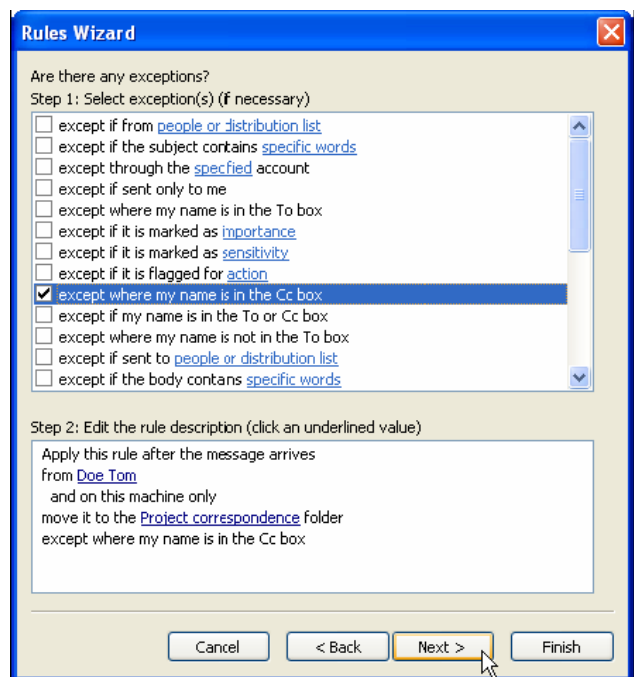 Rules Wizard
Are there any exceptions?
Step 1: Select exception(s) (if necessary)
except if from people or distribution list
except if the subject contains specific words
except through the specfied account
except if sent only to me
except where my name is in the To box
except if it is marked as importance
except if it is marked as sensitivity
except if it is flagged for action
except where my name is in the Cc box
except if my name is in the To or Cc box
except where my name is not in the To box
except if sent to people or distribution list
except if the body contans specific words
Step 2: Edit the rule description (click an underlined value)
Apply this rule after the message arrives
from Doe Tom
and on this machine only
move it to the Project correspondence folder
except where my name is in the Cc box
Cancel < Back Next > Finish